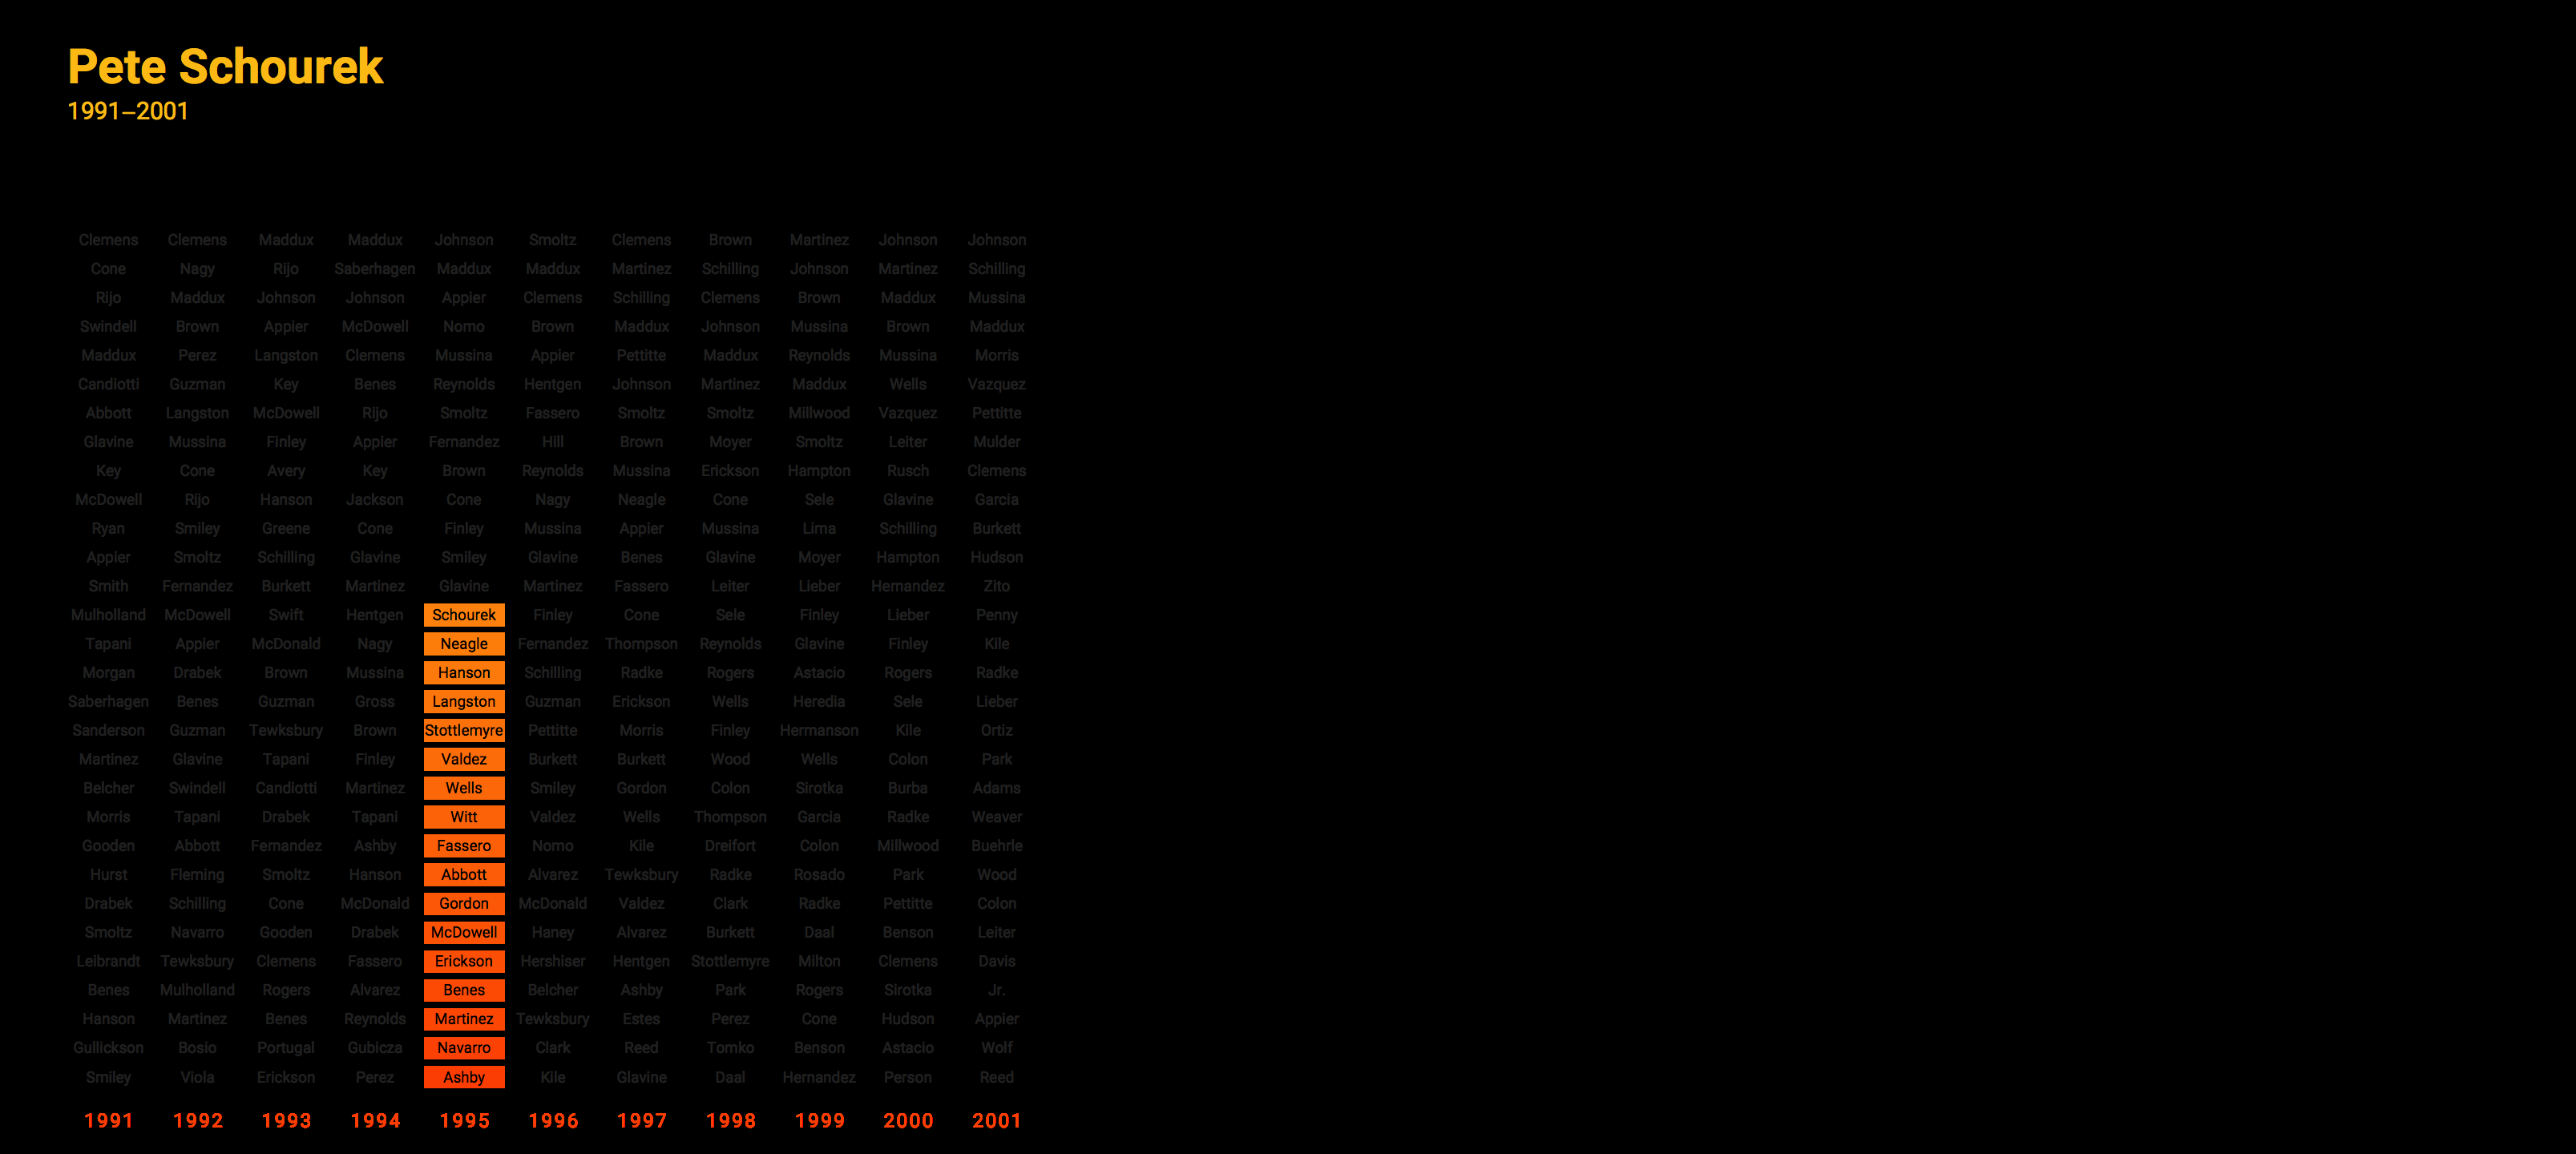 Pete Schourek
1991–2001
Clemens Clemens Maddux Maddux Johnson Smoltz Clemens Brown Martinez Johnson Johnson
Cone Nagy Rijo Saberhagen Maddux Maddux Martinez Schilling Johnson Martinez Schilling
Rijo Maddux Johnson Johnson Appier Clemens Schilling Clemens Brown Maddux Mussina
Swindell Brown Appier McDowell Nomo Brown Maddux Johnson Mussina Brown Maddux
Maddux Perez Langston Clemens Mussina Appier Pettitte Maddux Reynolds Mussina Morris
Candiotti Guzman Key Benes Reynolds Hentgen Johnson Martinez Maddux Wells Vazquez
Abbott Langston McDowell Rijo Smoltz Fassero Smoltz Smoltz Millwood Vazquez Pettitte
Glavine Mussina Finley Appier Fernandez Hill Brown Moyer Smoltz Leiter Mulder
Key Cone Avery Key Brown Reynolds Mussina Erickson Hampton Rusch Clemens
McDowell Rijo Hanson Jackson Cone Nagy Neagle Cone Sele Glavine Garcia
Ryan Smiley Greene Cone Finley Mussina Appier Mussina Lima Schilling Burkett
Appier Smoltz Schilling Glavine Smiley Glavine Benes Glavine Moyer Hampton Hudson
Smith Fernandez Burkett Martinez Glavine Martinez Fassero Leiter Lieber Hernandez Zito
Mulholland McDowell Swift Hentgen Schourek Finley Cone Sele Finley Lieber Penny
Tapani Appier McDonald Nagy Neagle Fernandez Thompson Reynolds Glavine Finley Kile
Morgan Drabek Brown Mussina Hanson Schilling Radke Rogers Astacio Rogers Radke
Saberhagen Benes Guzman Gross Langston Guzman Erickson Wells Heredia Sele Lieber
Sanderson Guzman Tewksbury Brown Stottlemyre Pettitte Morris Finley Hermanson Kile Ortiz
Martinez Glavine Tapani Finley Valdez Burkett Burkett Wood Wells Colon Park
Belcher Swindell Candiotti Martinez Wells Smiley Gordon Colon Sirotka Burba Adams
Morris Tapani Drabek Tapani Witt Valdez Wells Thompson Garcia Radke Weaver
Gooden Abbott Fernandez Ashby Fassero Nomo Kile Dreifort Colon Millwood Buehrle
Hurst Fleming Smoltz Hanson Abbott Alvarez Tewksbury Radke Rosado Park Wood
Drabek Schilling Cone McDonald Gordon McDonald Valdez Clark Radke Pettitte Colon
Smoltz Navarro Gooden Drabek McDowell Haney Alvarez Burkett Daal Benson Leiter
Leibrandt Tewksbury Clemens Fassero Erickson Hershiser Hentgen Stottlemyre Milton Clemens Davis
Benes Mulholland Rogers Alvarez Benes Belcher Ashby Park Rogers Sirotka Jr.
Hanson Martinez Benes Reynolds Martinez Tewksbury Estes Perez Cone Hudson Appier
Gullickson Bosio Portugal Gubicza Navarro Clark Reed Tomko Benson Astacio Wolf
Smiley Viola Erickson Perez Ashby Kile Glavine Daal Hernandez Person Reed
1991 1992 1993 1994 1995 1996 1997 1998 1999 2000 2001